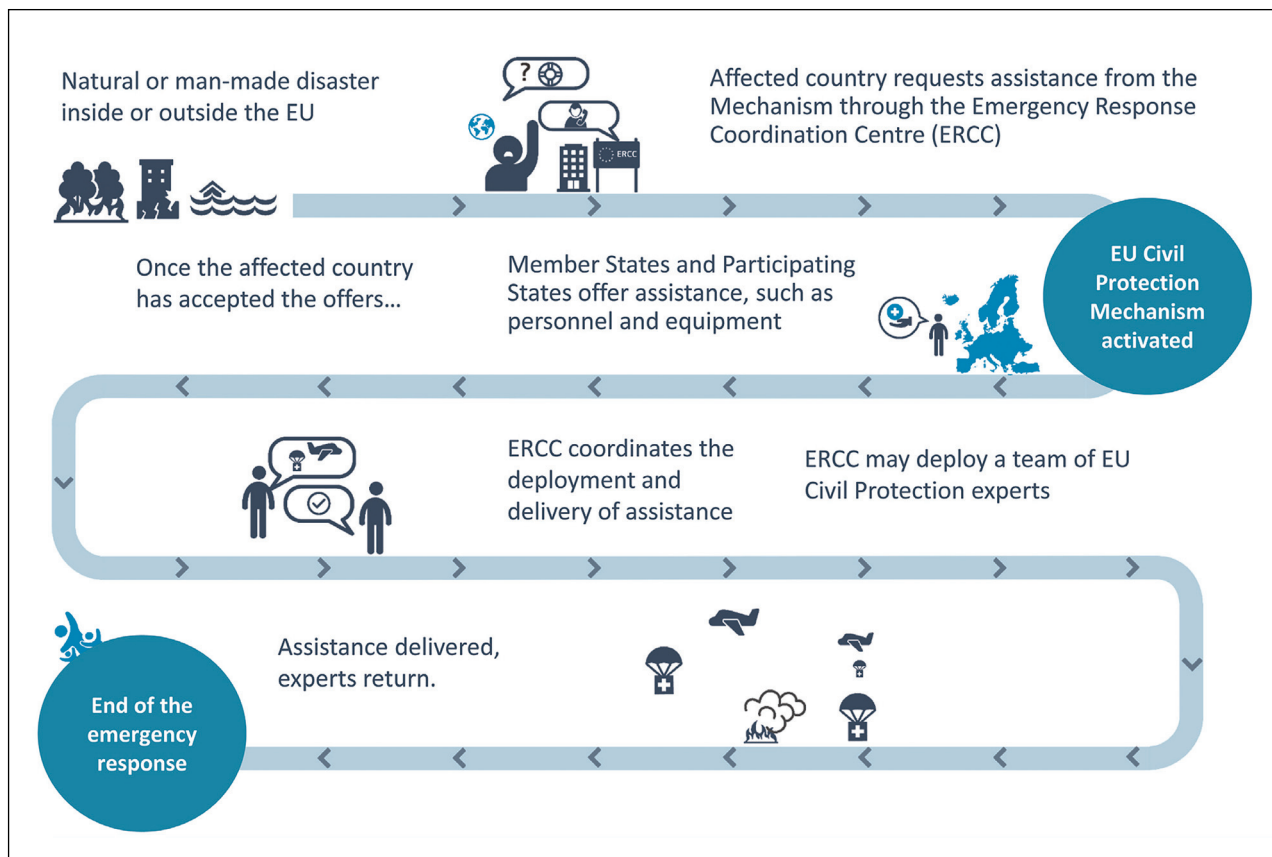 Natural or man-made disaster
inside or outside the EU
?
ERCC
Affected country requests assistance from the
Mechanism through the Emergency Response
Coordination Centre (ERCC)
EU Civil
Protection
Mechanism
activated
Member States and Participating
States offer assistance, such as
personnel and equipment
Once the affected country
has accepted the offers...
ERCC coordinates the
deployment and
delivery of assistance
ERCC may deploy a team of EU
Civil Protection experts
Assistance delivered,
experts return.
End of the
emergency
response